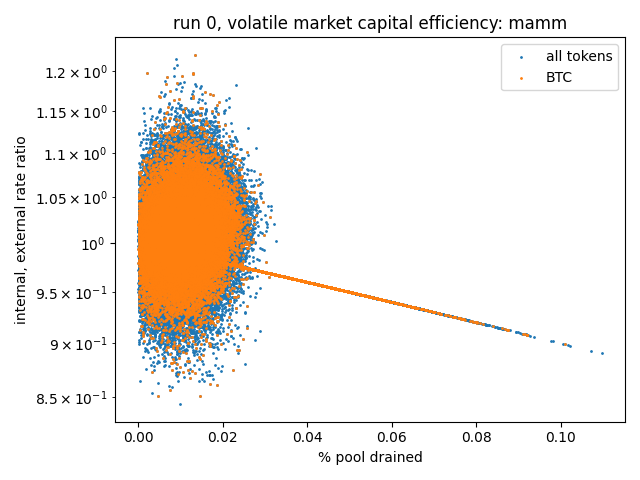 run 0, volatile market capital efficiency: mamm
all tokens
BTC
1.2 × 10⁰
1.15 × 10⁰
1.1 × 10⁰
1.05 × 10⁰
10⁰
9.5 × 10⁻¹
9 × 10⁻¹
8.5 × 10⁻¹
internal, external rate ratio
0.00 0.02 0.04 0.06 0.08 0.10
% pool drained